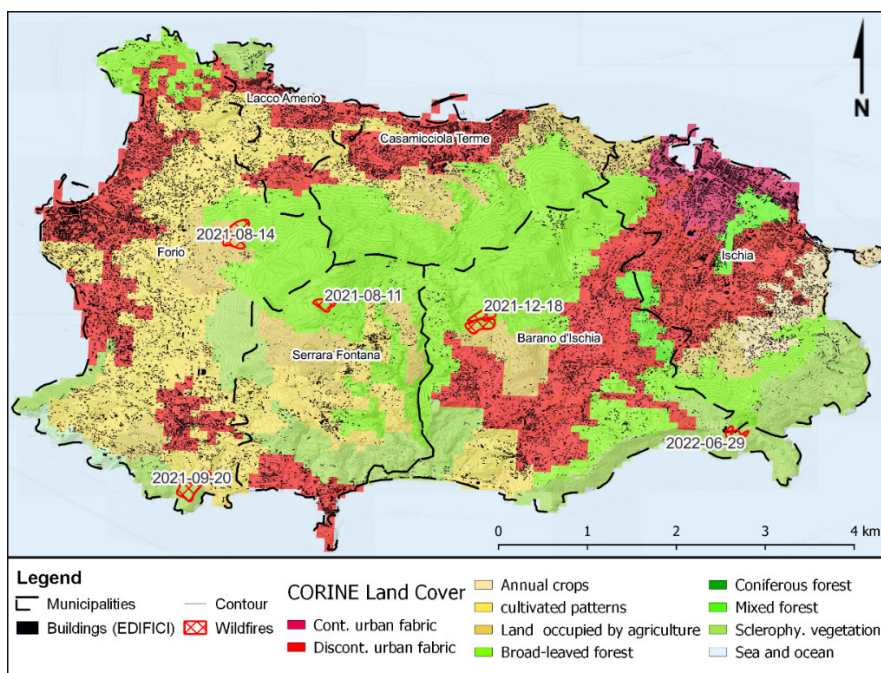 Lacco Ameno
N
Casamicciola Terme
2021-08-14
Forio
Ischia
2021-08-11
2021-12-18
Serrara Fontana
Barano d'Ischia
2022-06-29
2021-09-20
0 1 2 3 4 km
Legend
Municipalities
Contour
Buildings (EDIFICI)
Wildfires
CORINE Land Cover
Cont. urban fabric
Discont. urban fabric
Annual crops
cultivated patterns
Land occupied by agriculture
Broad-leaved forest
Coniferous forest
Mixed forest
Sclerophy. vegetation
Sea and ocean